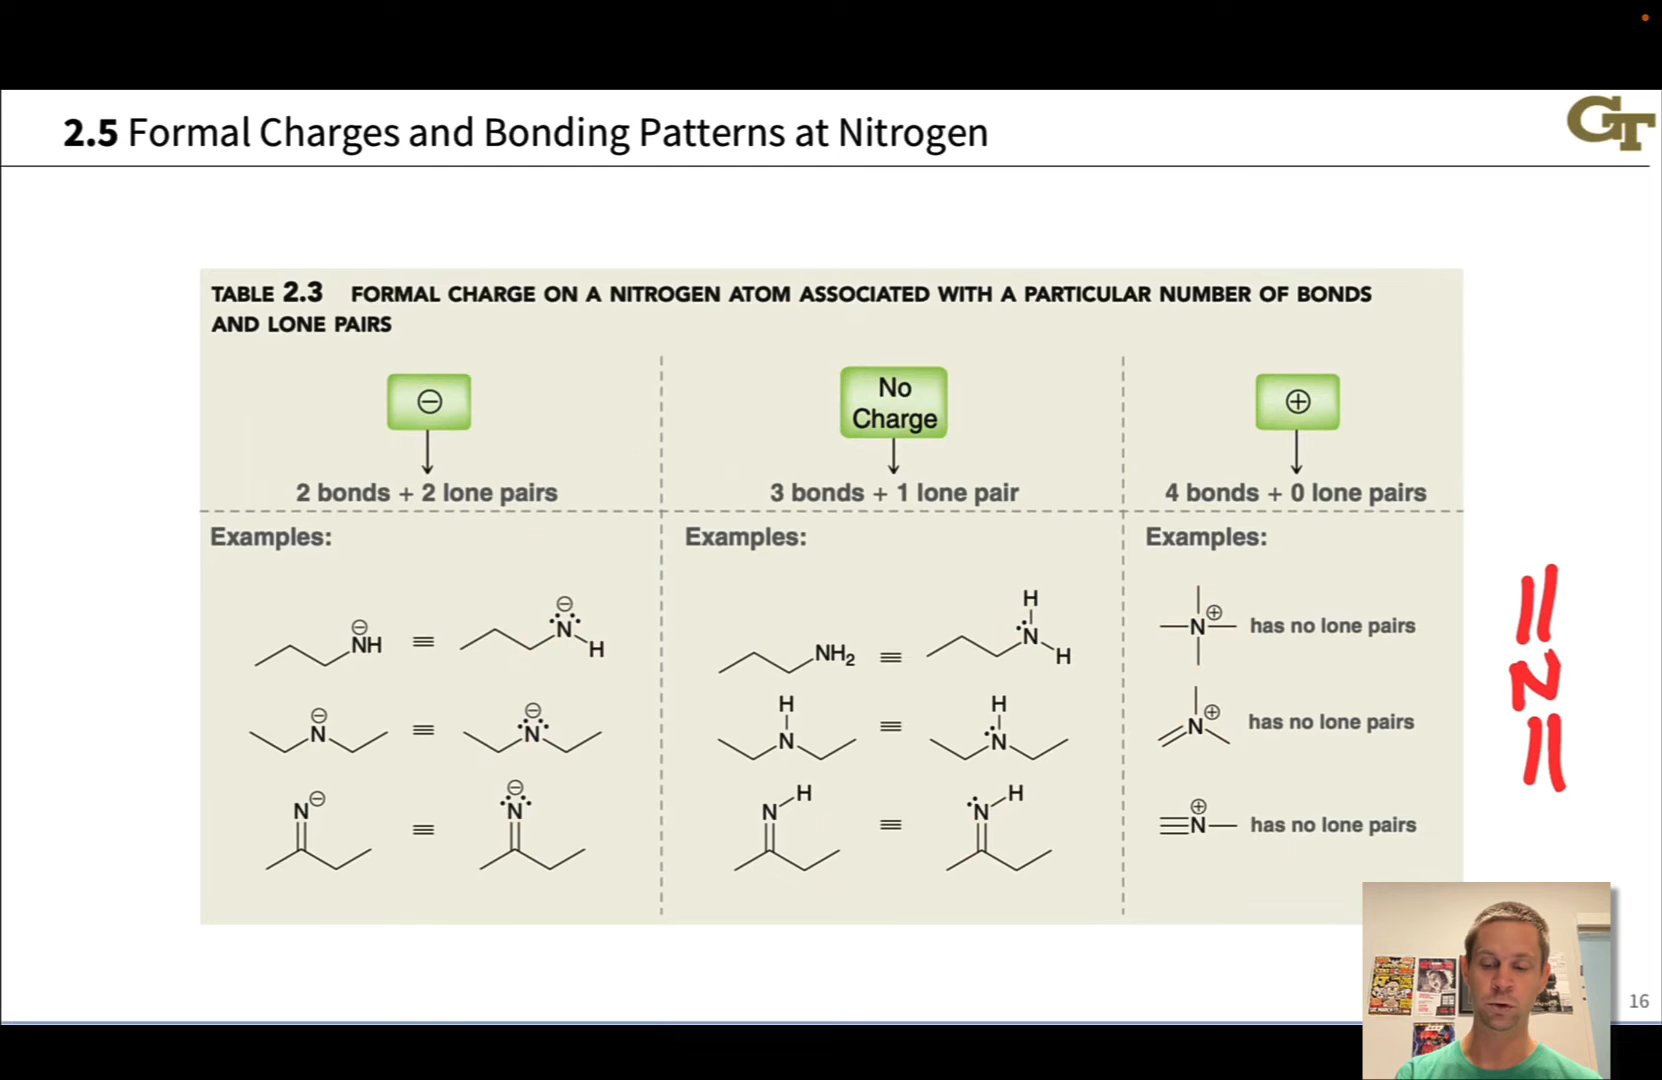 2.5 Formal Charges and Bonding Patterns at Nitrogen
GT
TABLE 2.3 FORMAL CHARGE ON A NITROGEN ATOM ASSOCIATED WITH A PARTICULAR NUMBER OF BONDS
AND LONE PAIRS
⊖
No
Charge
⊕
2 bonds + 2 lone pairs
3 bonds + 1 lone pair
4 bonds + 0 lone pairs
Examples:
⊖
NH
≡
⊖
N
H
⊖
N
≡
⊖
N
N⊖
≡
⊖
N
Examples:
NH2
≡
H
N
H
H
N
≡
H
N
N
H
≡
N
H
Examples:
N⊕ has no lone pairs
N⊕ has no lone pairs
⊕
N has no lone pairs
N
16